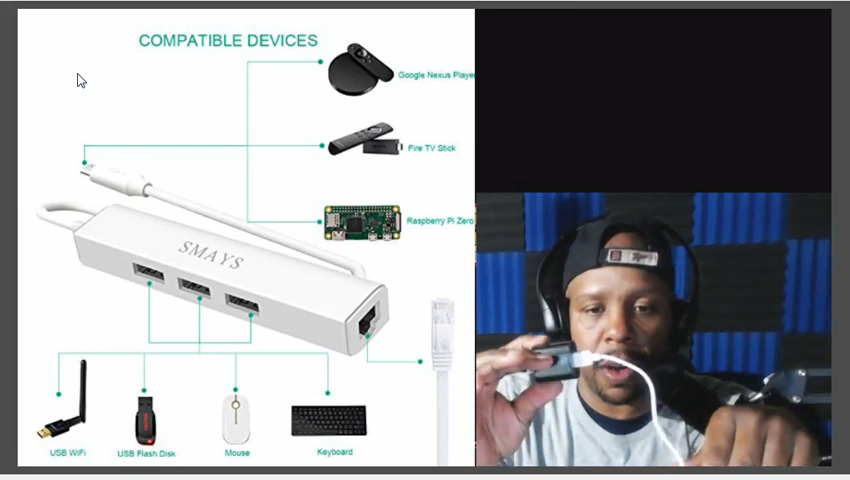 COMPATIBLE DEVICES
Google Nexus Player
Fire TV Stick
Raspberry Pi Zero
SMAYS
USB WiFi
USB Flash Disk
Mouse
Keyboard